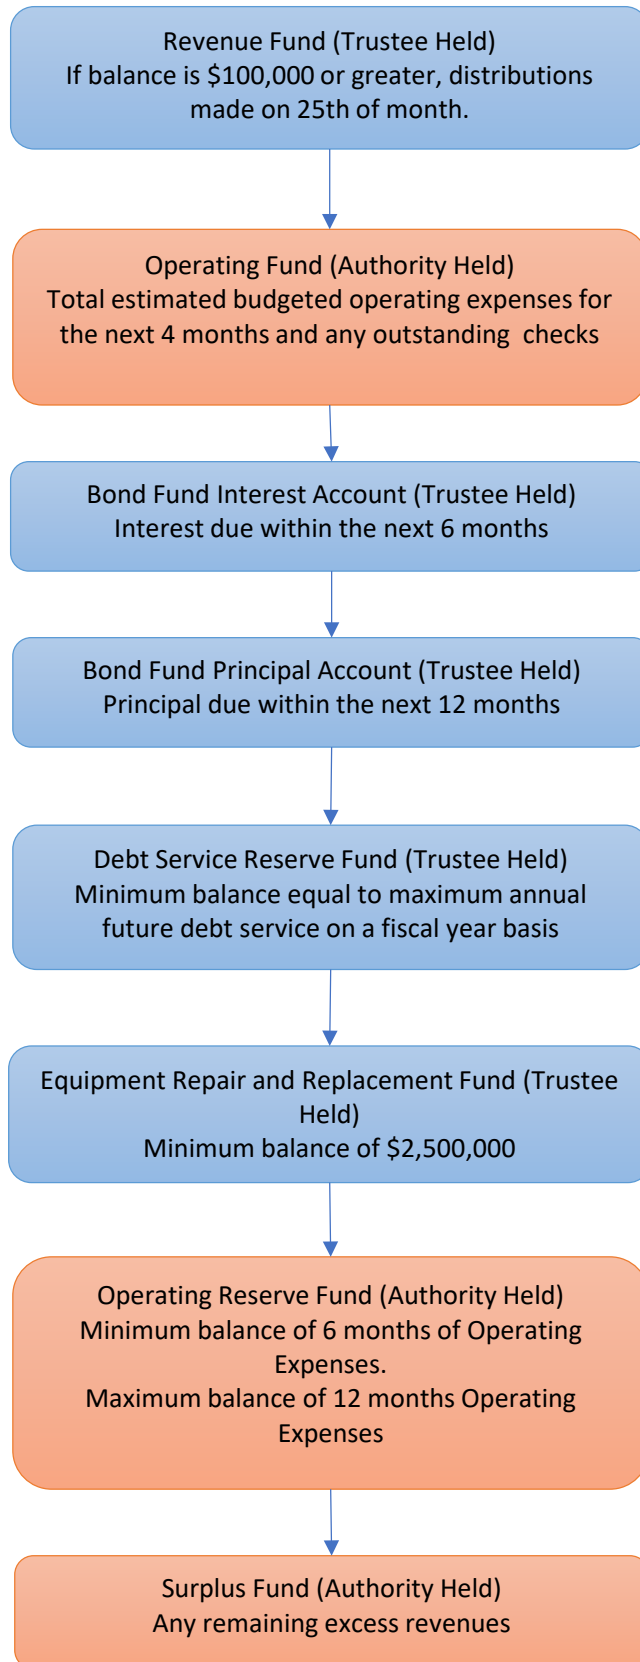 Revenue Fund (Trustee Held)
If balance is $100,000 or greater, distributions
made on 25th of month.
Operating Fund (Authority Held)
Total estimated budgeted operating expenses for
the next 4 months and any outstanding  checks
Bond Fund Interest Account (Trustee Held)
Interest due within the next 6 months
Bond Fund Principal Account (Trustee Held)
Principal due within the next 12 months
Debt Service Reserve Fund (Trustee Held)
Minimum balance equal to maximum annual
future debt service on a fiscal year basis
Equipment Repair and Replacement Fund (Trustee
Held)
Minimum balance of $2,500,000
Operating Reserve Fund (Authority Held)
Minimum balance of 6 months of Operating
Expenses.
Maximum balance of 12 months Operating
Expenses
Surplus Fund (Authority Held)
Any remaining excess revenues